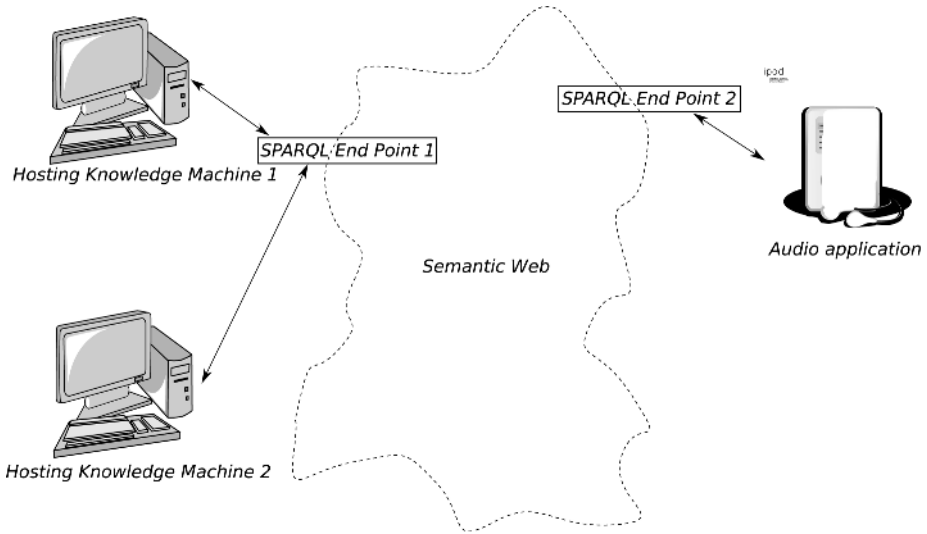 ipod
SPARQL End Point 2
SPARQL End Point 1
Hosting Knowledge Machine 1
Audio application
Semantic Web
Hosting Knowledge Machine 2